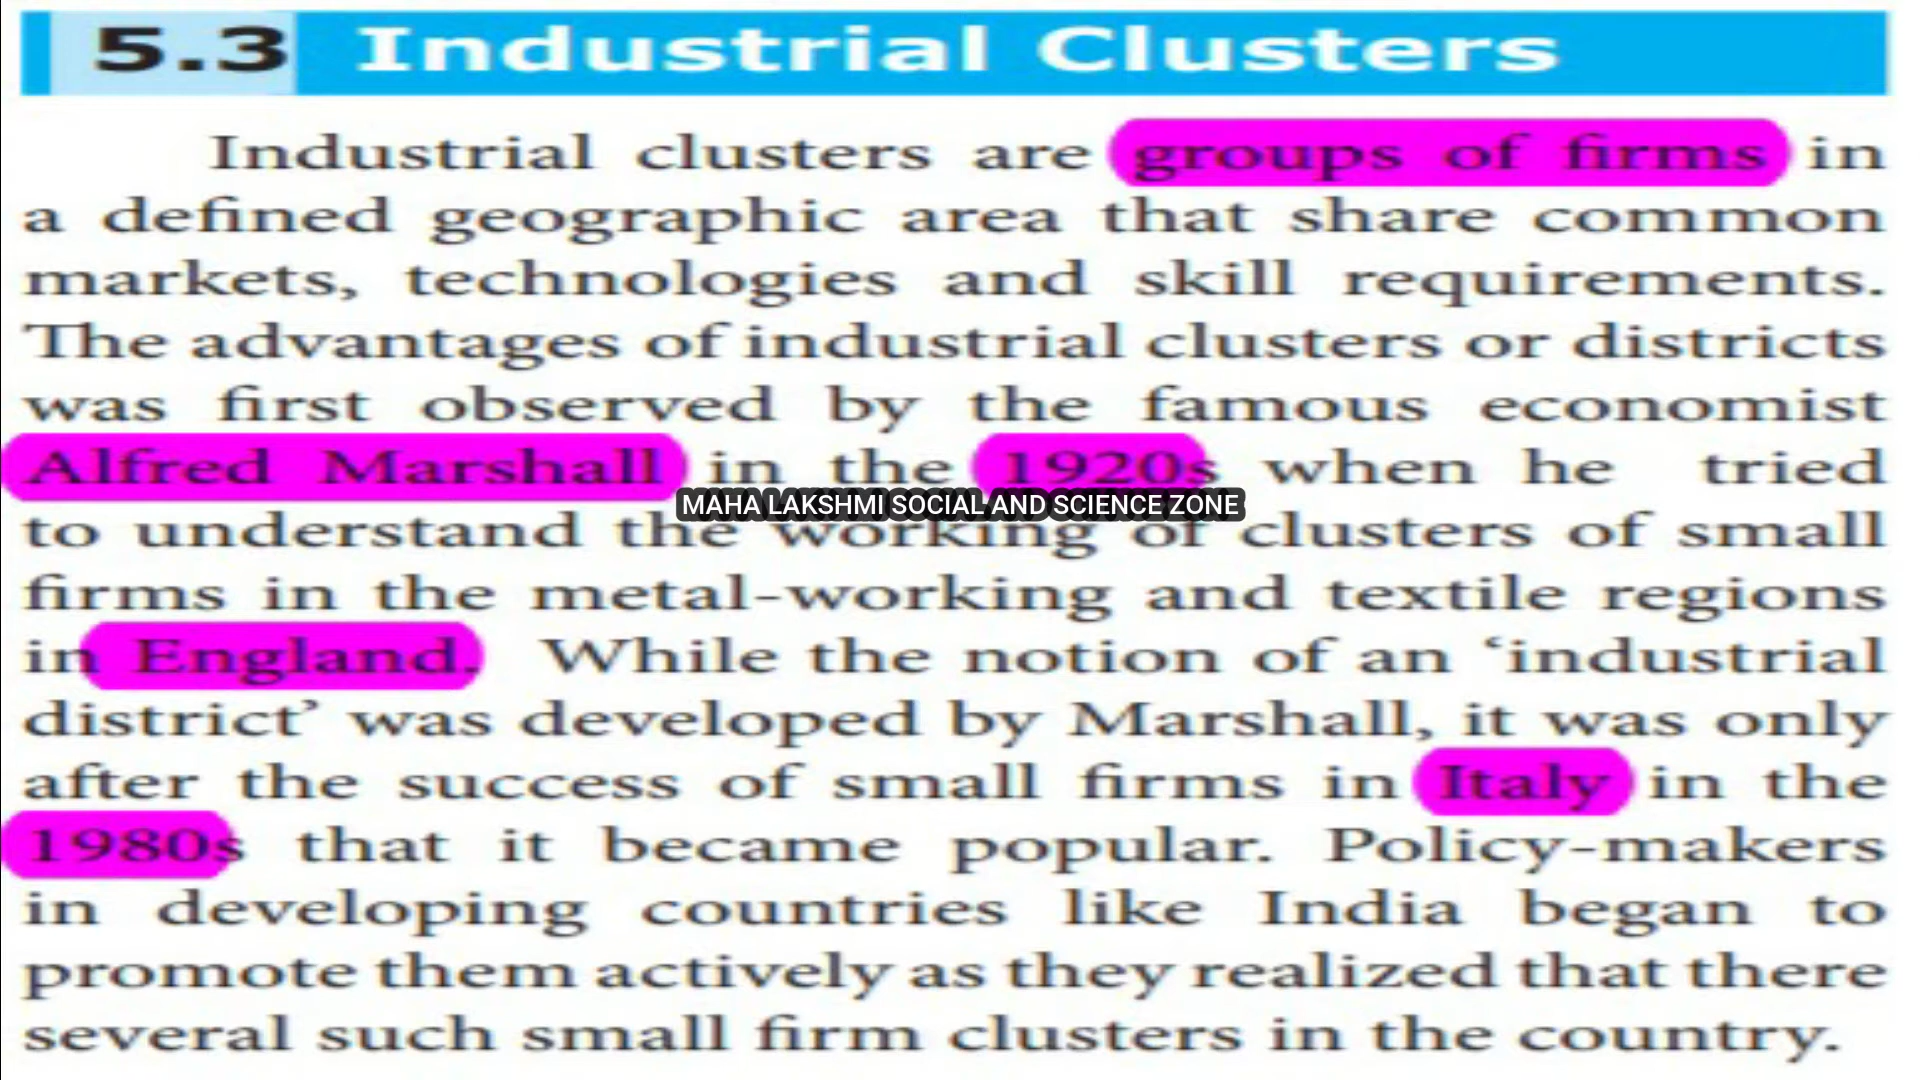 5.3 Industrial Clusters
Industrial clusters are groups of firms in
a defined geographic area that share common
markets, technologies and skill requirements.
The advantages of industrial clusters or districts
was first observed by the famous economist
Alfred Marshall in the 1920s when he tried
MAHA LAKSHMI SOCIAL AND SCIENCE ZONE
to understand the working of clusters of small
firms in the metal-working and textile regions
in England. While the notion of an ‘industrial
district’ was developed by Marshall, it was only
after the success of small firms in Italy in the
1980s that it became popular. Policy-makers
in developing countries like India began to
promote them actively as they realized that there
several such small firm clusters in the country.